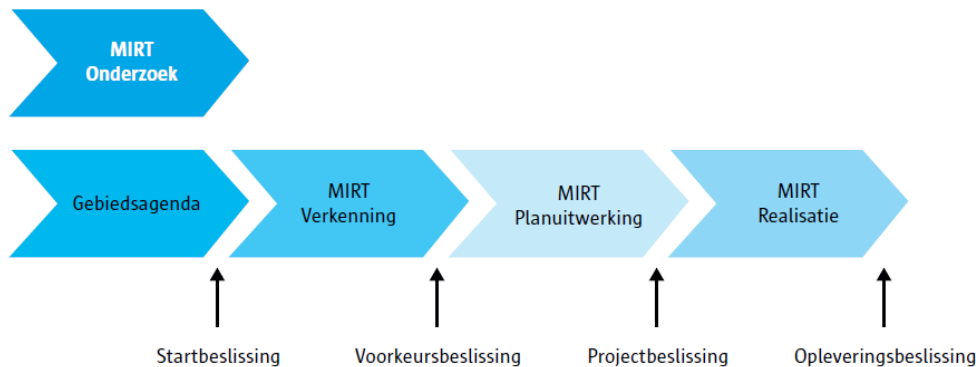 MIRT
Onderzoek
Gebiedsagenda
MIRT
Verkenning
MIRT
Planuitwerking
MIRT
Realisatie
Startbeslissing
Voorkeursbeslissing
Projectbeslissing
Opleveringsbeslissing